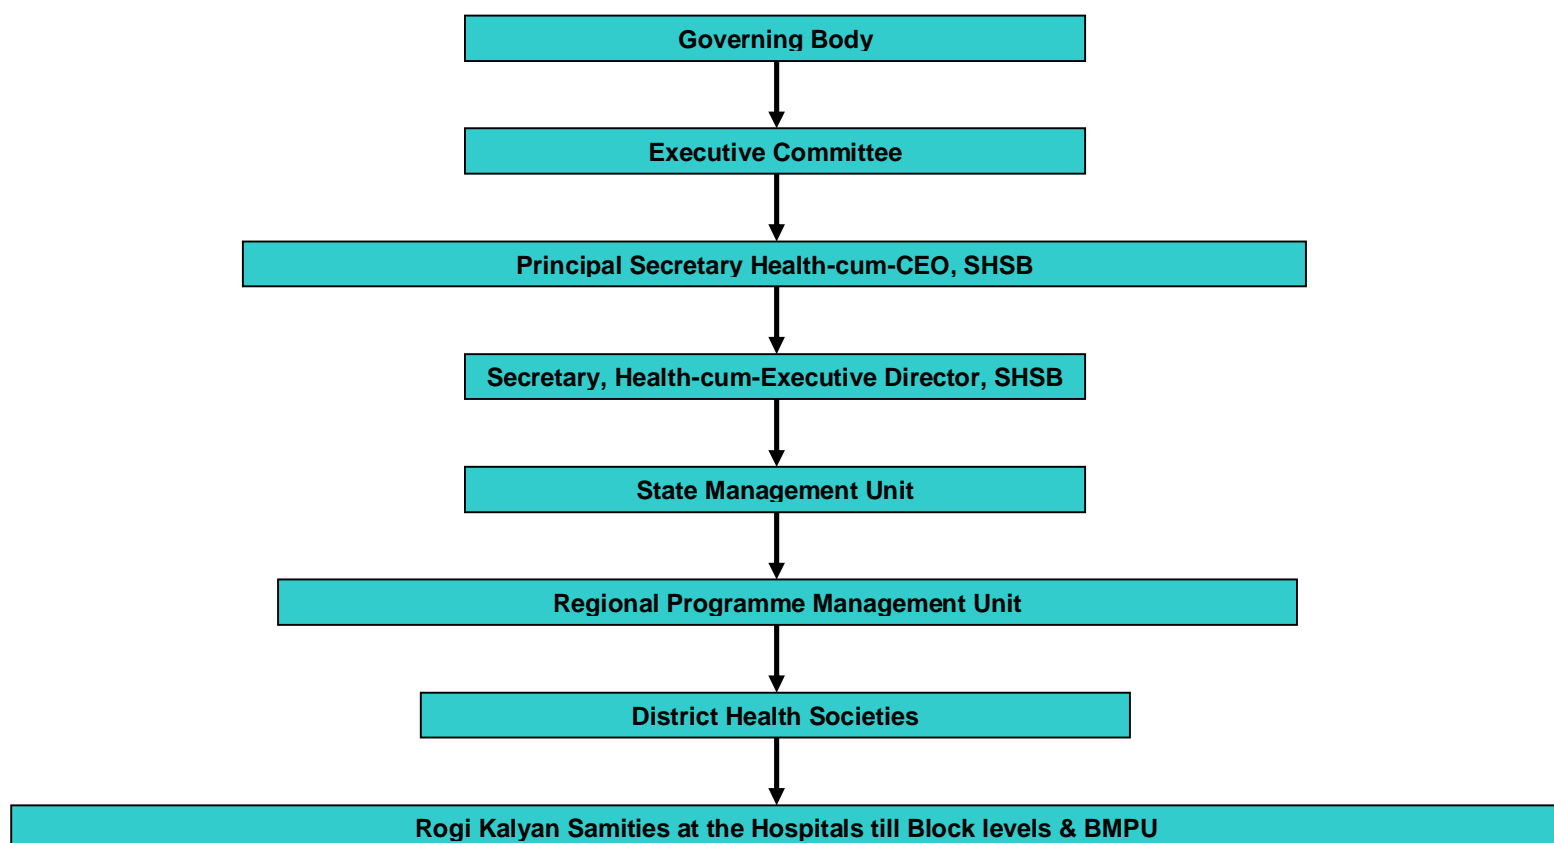 Governing Body
Executive Committee
Principal Secretary Health-cum-CEO, SHSB
Secretary, Health-cum-Executive Director, SHSB
State Management Unit
Regional Programme Management Unit
District Health Societies
Rogi Kalyan Samities at the Hospitals till Block levels & BMPU